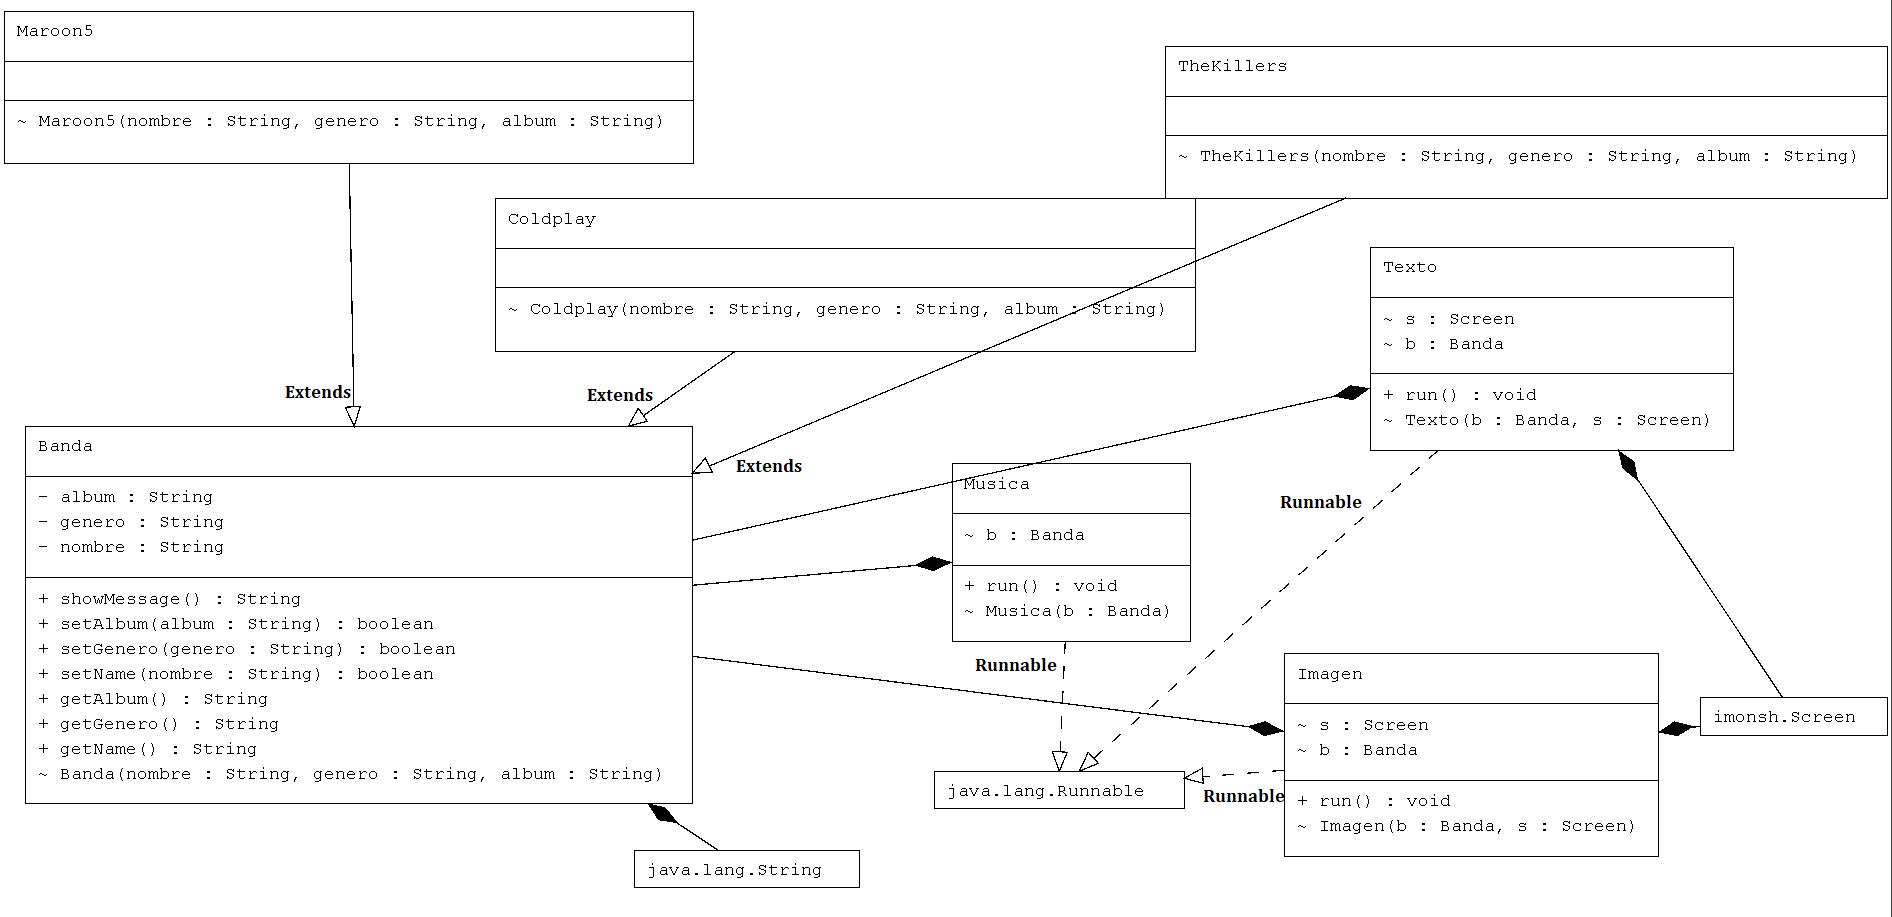 Maroon5
~ Maroon5(nombre : String, genero : String, album : String)
TheKillers
~ TheKillers(nombre : String, genero : String, album : String)
Coldplay
~ Coldplay(nombre : String, genero : String, album : String)
Texto
~ s : Screen
~ b : Banda
+ run() : void
~ Texto(b : Banda, s : Screen)
Extends
Extends
Extends
Banda
- album : String
- genero : String
- nombre : String
+ showMessage() : String
+ setAlbum(album : String) : boolean
+ setGenero(genero : String) : boolean
+ setName(nombre : String) : boolean
+ getAlbum() : String
+ getGenero() : String
+ getName() : String
~ Banda(nombre : String, genero : String, album : String)
Musica
~ b : Banda
+ run() : void
~ Musica(b : Banda)
Runnable
Runnable
Imagen
~ s : Screen
~ b : Banda
+ run() : void
~ Imagen(b : Banda, s : Screen)
imonsh.Screen
java.lang.Runnable
Runnable
java.lang.String